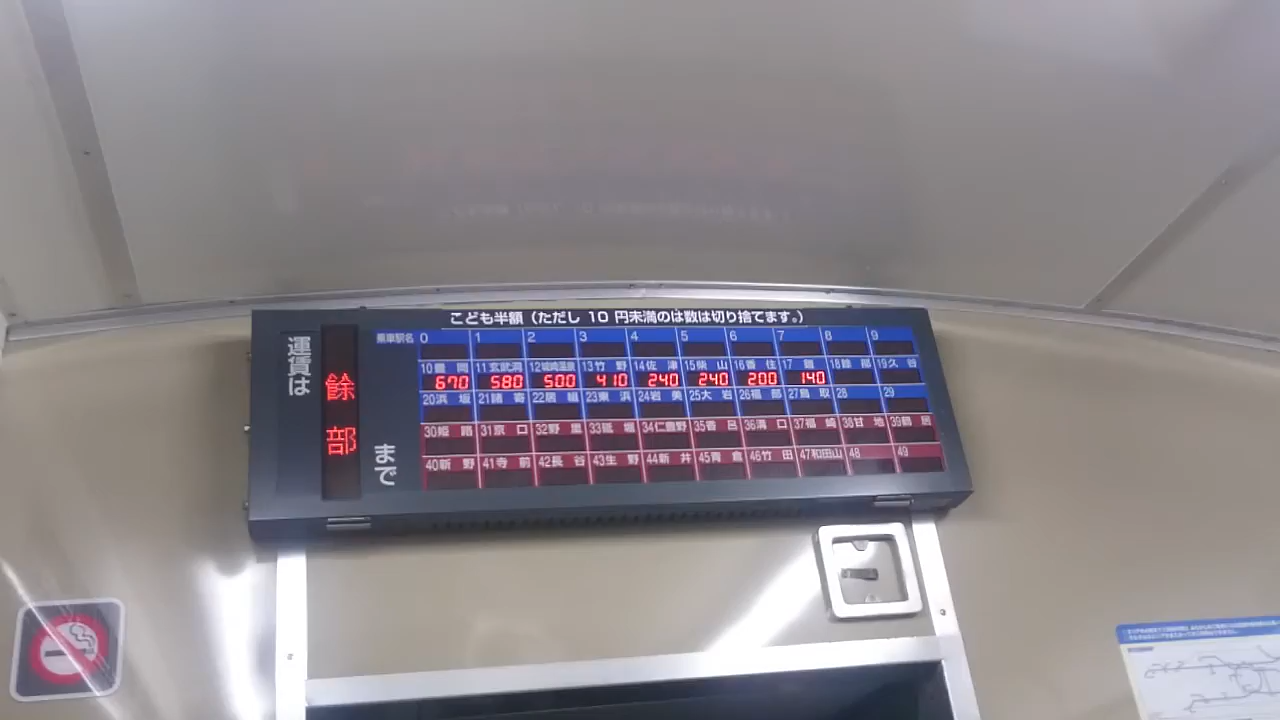 こども半額（ただし 10 円未満のは数は切り捨てます。）
運賃は
餘部
まで
乗車駅名 0 1 2 3 4 5 6 7 8 9
10豊岡 11玄武洞 12城崎温泉 13竹野 14佐津 15柴山 16香住 17鎧 18餘部 19久谷
670 580 500 410 240 240 200 140
20浜坂 21諸寄 22居組 23東浜 24岩美 25大岩 26福部 27鳥取 28 29
30姫路 31京口 32野里 33砥堀 34仁豊野 35香呂 36溝口 37福崎 38甘地 39鶴居
40新野 41寺前 42長谷 43生野 44新井 45青倉 46竹田 47和田山 48 49